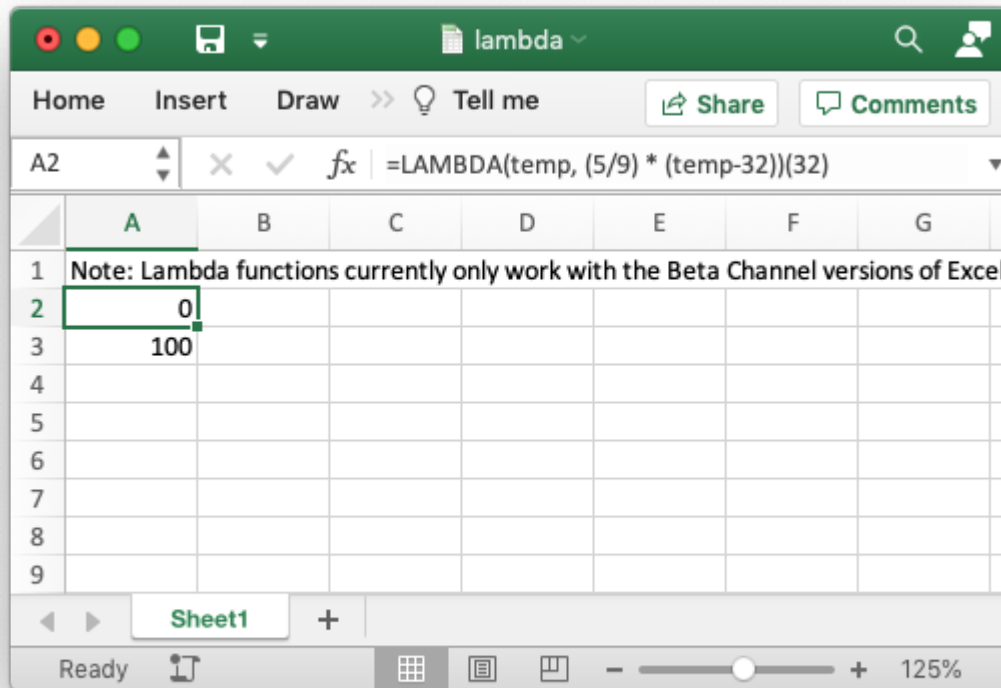 lambda
Home Insert Draw >> Tell me Share Comments
A2 fx =LAMBDA(temp, (5/9) * (temp-32))(32)
A B C D E F G
1 Note: Lambda functions currently only work with the Beta Channel versions of Excel
2 0
3 100
4
5
6
7
8
9
Sheet1 +
Ready − + 125%